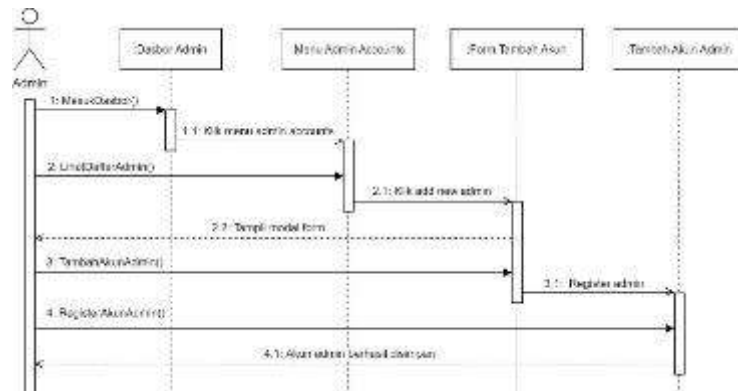 :Dasbor Admin
:Menu Admin Accounts
:Form Tambah Akun
:Tambah Akun Admin
Admin
1: MasukDasbor()
1.1: Klik menu admin accounts
2: LihatDaftarAdmin()
2.1: Klik add new admin
2.2: Tampil modal form
3: TambahAkunAdmin()
3.1: Register admin
4: RegisterAkunAdmin()
4.1: Akun admin berhasil disimpan